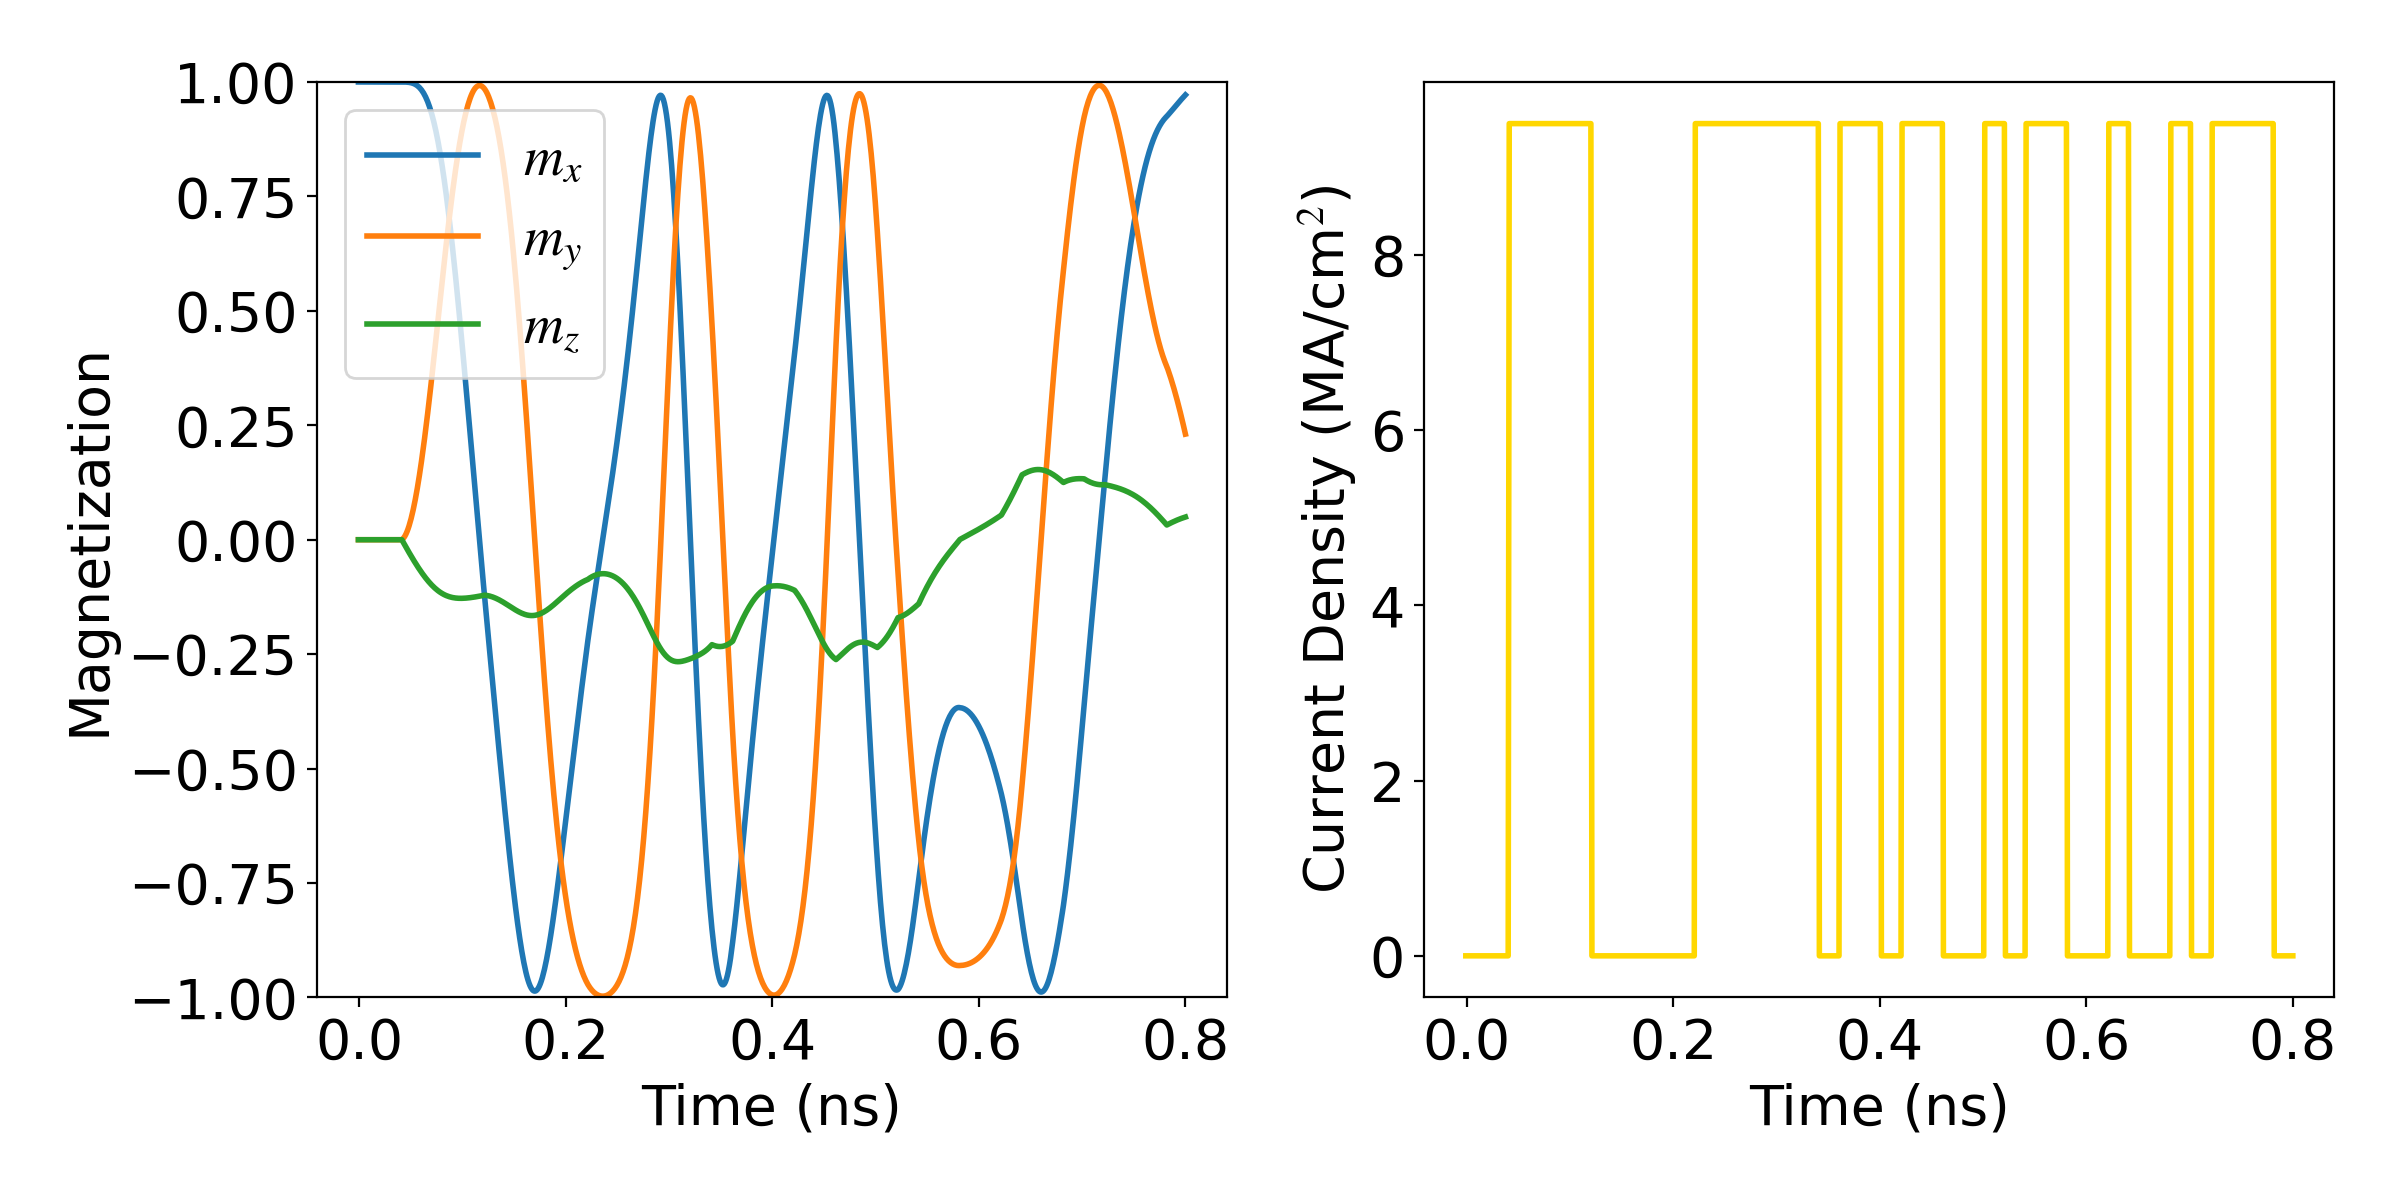 1.00
0.75
0.50
0.25
0.00
−0.25
−0.50
−0.75
−1.00
Magnetization
m_x
m_y
m_z
0.0 0.2 0.4 0.6 0.8
Time (ns)
8
6
4
2
0
Current Density (MA/cm²)
0.0 0.2 0.4 0.6 0.8
Time (ns)